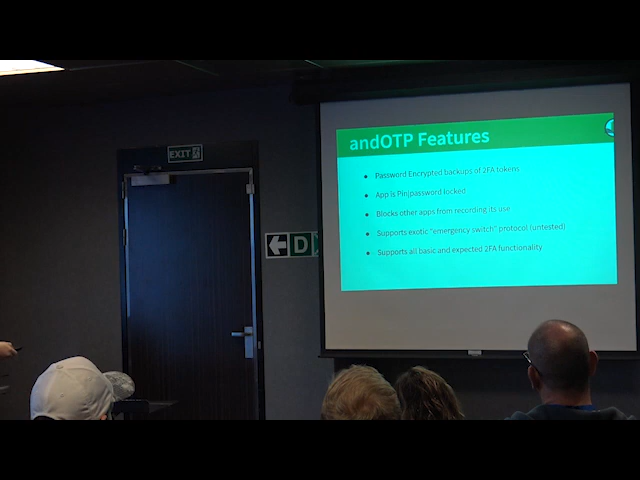 andOTP Features
● Password Encrypted backups of 2FA tokens
● App is Pin/password locked
● Blocks other apps from recording its use
● Supports exotic "emergency switch" protocol (untested)
● Supports all basic and expected 2FA functionality
EXIT
D